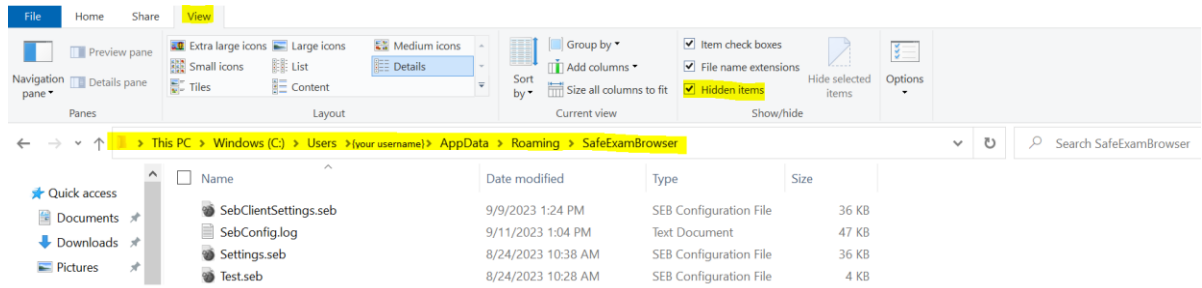 File Home Share View
Preview pane
Details pane
Navigation pane
Panes
Extra large icons Large icons Medium icons
Small icons List Details
Tiles Content
Layout
Sort by
Group by
Add columns
Size all columns to fit
Current view
Item check boxes
File name extensions
Hidden items
Hide selected items
Show/hide
Options
This PC > Windows (C:) > Users >(your username)> AppData > Roaming > SafeExamBrowser
Search SafeExamBrowser
Quick access
Documents
Downloads
Pictures
Name Date modified Type Size
SebClientSettings.seb 9/9/2023 1:24 PM SEB Configuration File 36 KB
SebConfig.log 9/11/2023 1:04 PM Text Document 47 KB
Settings.seb 8/24/2023 10:38 AM SEB Configuration File 36 KB
Test.seb 8/24/2023 10:28 AM SEB Configuration File 4 KB